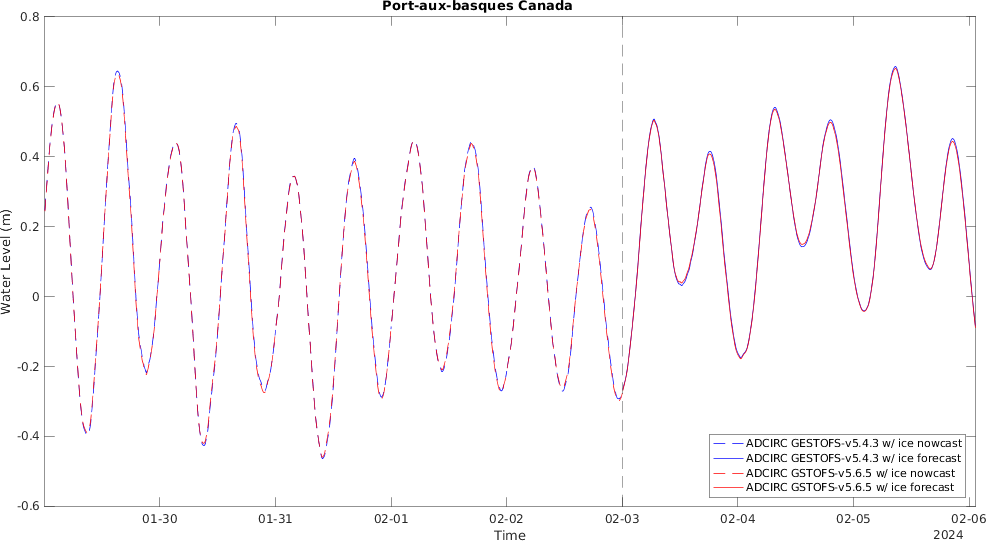 Port-aux-basques Canada
0.8
0.6
0.4
0.2
0
-0.2
-0.4
-0.6
Water Level (m)
ADCIRC GESTOFS-v5.4.3 w/ ice nowcast
ADCIRC GESTOFS-v5.4.3 w/ ice forecast
ADCIRC GSTOFS-v5.6.5 w/ ice nowcast
ADCIRC GSTOFS-v5.6.5 w/ ice forecast
01-30 01-31 02-01 02-02 02-03 02-04 02-05 02-06
Time 2024